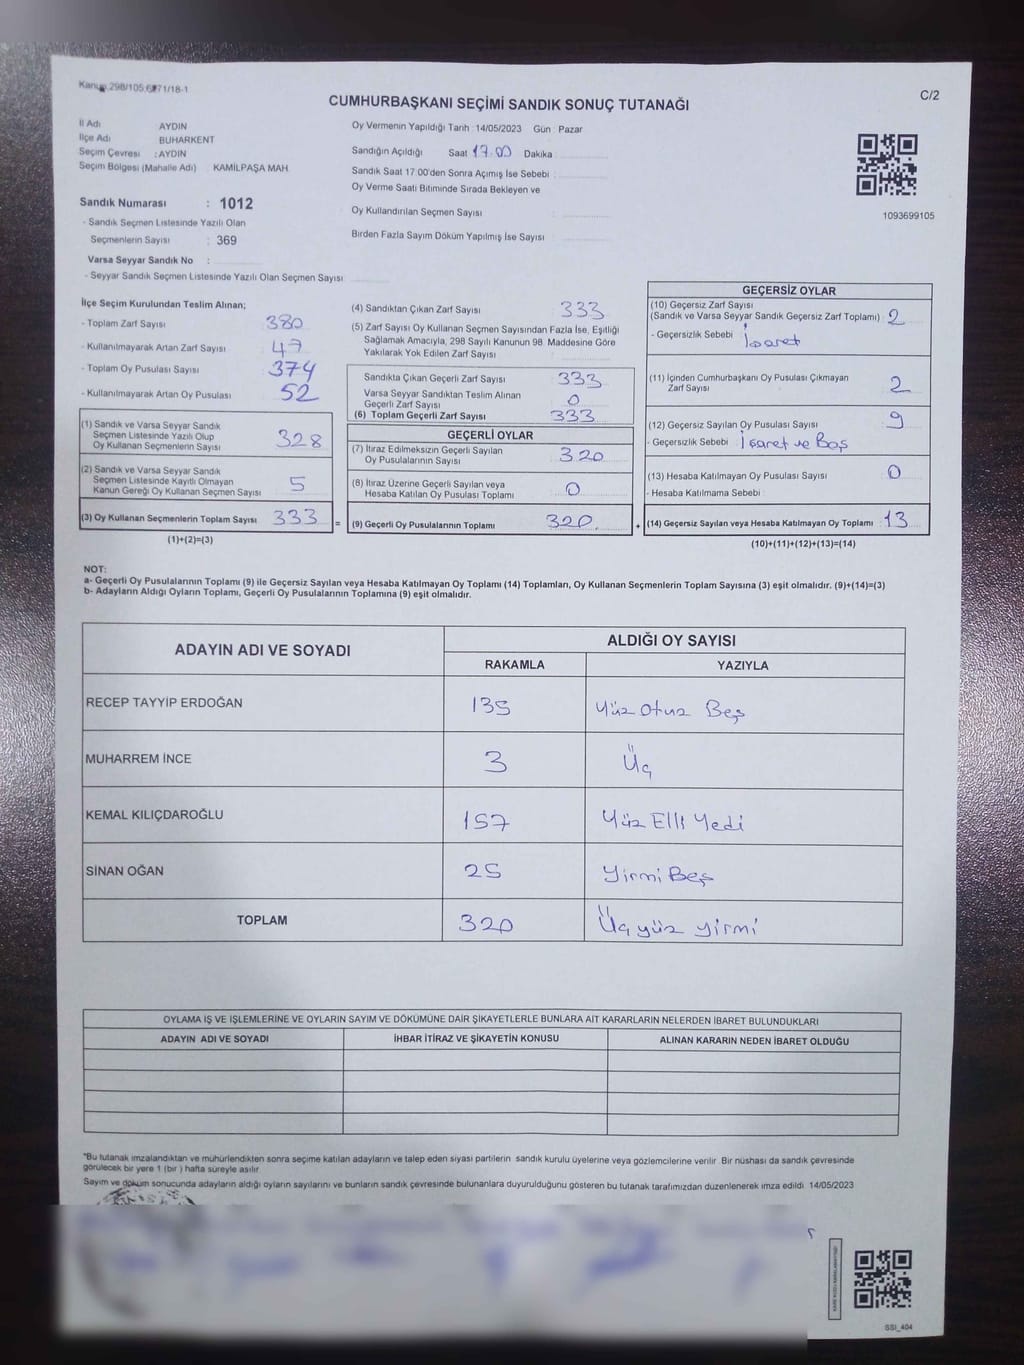 CUMHURBAŞKANI SEÇİMİ SANDIK SONUÇ TUTANAĞI
C/2
İl Adı AYDIN
İlçe Adı BUHARKENT
Seçim Çevresi : AYDIN
Seçim Bölgesi (Mahalle Adı) KAMİLPAŞA MAH
Sandık Numarası : 1012
- Sandık Seçmen Listesinde Yazılı Olan
Seçmenlerin Sayısı : 369
Varsa Seyyar Sandık No :
- Seyyar Sandık Seçmen Listesinde Yazılı Olan Seçmen Sayısı
Oy Vermenin Yapıldığı Tarih : 14/05/2023 Gün : Pazar
Sandığın Açıldığı Saat 17.00 Dakika :
Sandık Saat 17 00'den Sonra Açımış İse Sebebi :
Oy Verme Saati Bitiminde Sırada Bekleyen ve
Oy Kullandırılan Seçmen Sayısı
Birden Fazla Sayım Döküm Yapılmış İse Sayısı
1093699105
İlçe Seçim Kurulundan Teslim Alınan;
- Toplam Zarf Sayısı 380
- Kullanılmayarak Artan Zarf Sayısı 47
- Toplam Oy Pusulası Sayısı 374
- Kullanılmayarak Artan Oy Pusulası 52
(1) Sandık ve Varsa Seyyar Sandık
Seçmen Listesinde Yazılı Olup
Oy Kullanan Seçmenlerin Sayısı 328
(2) Sandık ve Varsa Seyyar Sandık
Seçmen Listesinde Kayıtlı Olmayan
Kanun Gereği Oy Kullanan Seçmen Sayısı 5
(3) Oy Kullanan Seçmenlerin Toplam Sayısı 333 =
(1)+(2)=(3)
(4) Sandıktan Çıkan Zarf Sayısı 333
(5) Zarf Sayısı Oy Kullanan Seçmen Sayısından Fazla İse, Eşitliği
Sağlamak Amacıyla, 298 Sayılı Kanunun 98 Maddesine Göre
Yakılarak Yok Edilen Zarf Sayısı
Sandıkta Çıkan Geçerli Zarf Sayısı 333
Varsa Seyyar Sandıktan Teslim Alınan
Geçerli Zarf Sayısı 0
(6) Toplam Geçerli Zarf Sayısı 333
GEÇERLİ OYLAR
(7) İtiraz Edilmeksizin Geçerli Sayılan
Oy Pusulalarının Sayısı 320
(8) İtiraz Üzerine Geçerli Sayılan veya
Hesaba Katılan Oy Pusulası Toplamı 0
(9) Geçerli Oy Pusulalarının Toplamı 320 +
GEÇERSİZ OYLAR
(10) Geçersiz Zarf Sayısı
(Sandık ve Varsa Seyyar Sandık Geçersiz Zarf Toplamı) 2
- Geçersizlik Sebebi İşaret
(11) İçinden Cumhurbaşkanı Oy Pusulası Çıkmayan
Zarf Sayısı 2
(12) Geçersiz Sayılan Oy Pusulası Sayısı 9
- Geçersizlik Sebebi İşaret ve Boş
(13) Hesaba Katılmayan Oy Pusulası Sayısı 0
- Hesaba Katılmama Sebebi
(14) Geçersiz Sayılan veya Hesaba Katılmayan Oy Toplamı : 13
(10)+(11)+(12)+(13)=(14)
NOT:
a- Geçerli Oy Pusulalarının Toplamı (9) ile Geçersiz Sayılan veya Hesaba Katılmayan Oy Toplamı (14) Toplamları, Oy Kullanan Seçmenlerin Toplam Sayısına (3) eşit olmalıdır. (9)+(14)=(3)
b- Adayların Aldığı Oyların Toplamı, Geçerli Oy Pusulalarının Toplamına (9) eşit olmalıdır.
ADAYIN ADI VE SOYADI
ALDIĞI OY SAYISI
RAKAMLA YAZIYLA
RECEP TAYYİP ERDOĞAN 135 Yüz Otuz Beş
MUHARREM İNCE 3 Üç
KEMAL KILIÇDAROĞLU 157 Yüz Elli Yedi
SİNAN OĞAN 25 Yirmi Beş
TOPLAM 320 Üçyüz yirmi
OYLAMA İŞ VE İŞLEMLERİNE VE OYLARIN SAYIM VE DÖKÜMÜNE DAİR ŞİKAYETLERLE BUNLARA AİT KARARLARIN NELERDEN İBARET BULUNDUKLARI
ADAYIN ADI VE SOYADI İHBAR İTİRAZ VE ŞİKAYETİN KONUSU ALINAN KARARIN NEDEN İBARET OLDUĞU
"Bu tutanak imzalandıktan ve mühürlendikten sonra seçime katılan adayların ve talep eden siyasi partilerin sandık kurulu üyelerine veya gözlemcilerine verilir Bir nüshası da sandık çevresinde
görülecek bir yere 1 (bir) hafta süreyle asılır
Sayım ve döküm sonucunda adayların aldığı oyların sayılarını ve bunların sandık çevresinde bulunanlara duyurulduğunu gösteren bu tutanak tarafımızdan düzenlenerek imza edildi 14/05/2023
SSI_404